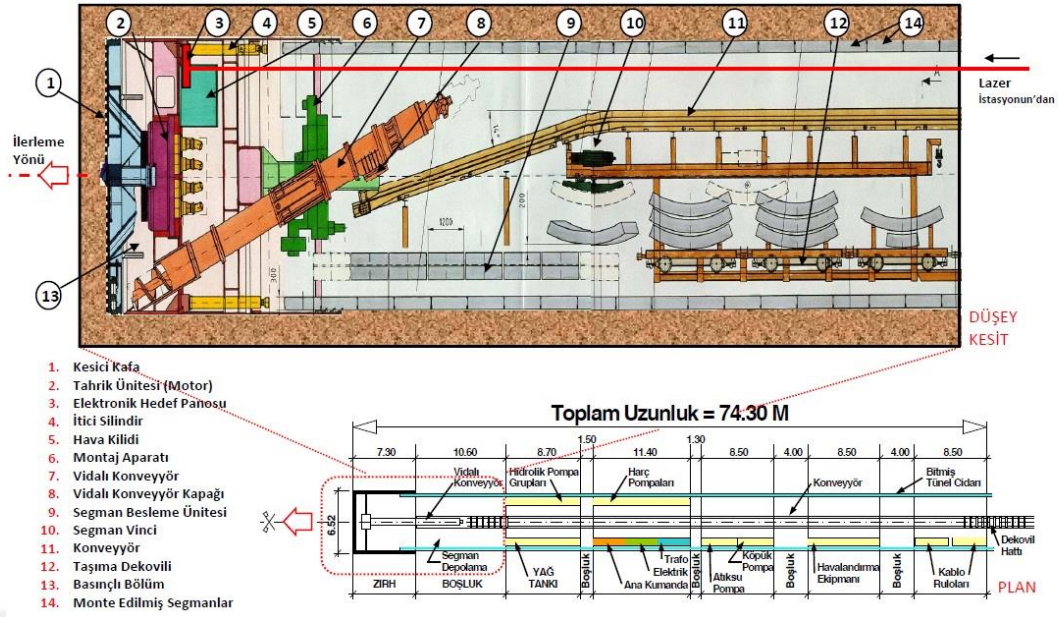 2
3
4
5
6
7
8
9
10
11
12
14
1
Lazer
İstasyonu'dan
A
İlerleme
Yönü
1200
200
300
13
DÜŞEY
KESİT
1. Kesici Kafa
2. Tahrik Ünitesi (Motor)
3. Elektronik Hedef Panosu
4. İtici Silindir
5. Hava Kilidi
6. Montaj Aparatı
7. Vidalı Konveyyör
8. Vidalı Konveyyör Kapağı
9. Segman Besleme Ünitesi
10. Segman Vinci
11. Konveyyör
12. Taşıma Dekovili
13. Basınçlı Bölüm
14. Monte Edilmiş Segmanlar
Toplam Uzunluk = 74.30 M
7.30 10.60 8.70 1.50 11.40 1.30 8.50 4.00 8.50 4.00 8.50
Vidalı
Konveyyör
Hidrolik Pompa
Grupları
Harç
Pompaları
Konveyyör
Bitmiş
Tünel Cidarı
6.52
Dekovil
Hattı
Segman
Depolama
YAĞ
TANKI
Boşluk
Trafo
Elektrik
Ana Kumanda
Boşluk
Atıksu
Pompa
Köpük
Pompa
Boşluk
Havalandırma
Ekipmanı
Boşluk
Kablo
Ruloları
ZIRH
BOŞLUK
PLAN